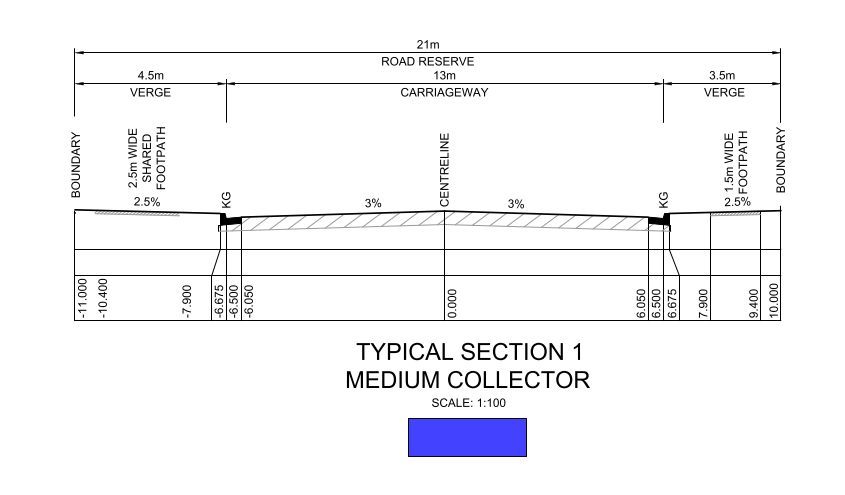 21m
ROAD RESERVE
4.5m
VERGE
13m
CARRIAGEWAY
3.5m
VERGE
BOUNDARY
2.5m WIDE
SHARED
FOOTPATH
2.5%
KG
3%
CENTRELINE
3%
KG
1.5m WIDE
FOOTPATH
2.5%
BOUNDARY
-11.000
-10.400
-7.900
-6.675
-6.500
-6.050
0.000
6.050
6.500
6.675
7.900
9.400
10.000
TYPICAL SECTION 1
MEDIUM COLLECTOR
SCALE: 1:100